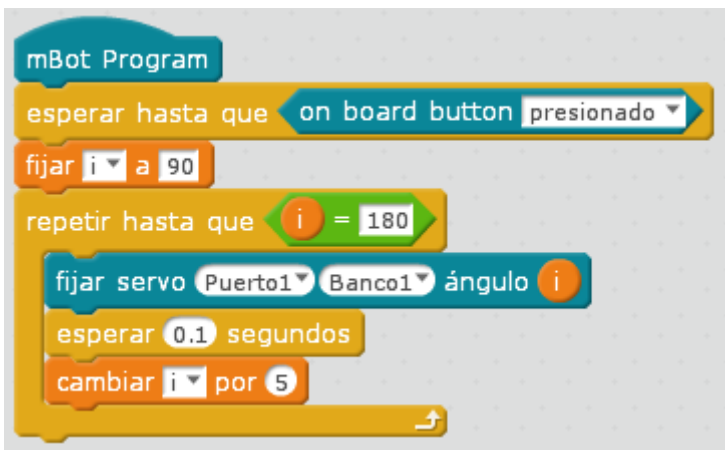 mBot Program
esperar hasta que on board button presionado
fijar i a 90
repetir hasta que i = 180
fijar servo Puerto1 Banco1 ángulo i
esperar 0.1 segundos
cambiar i por 5